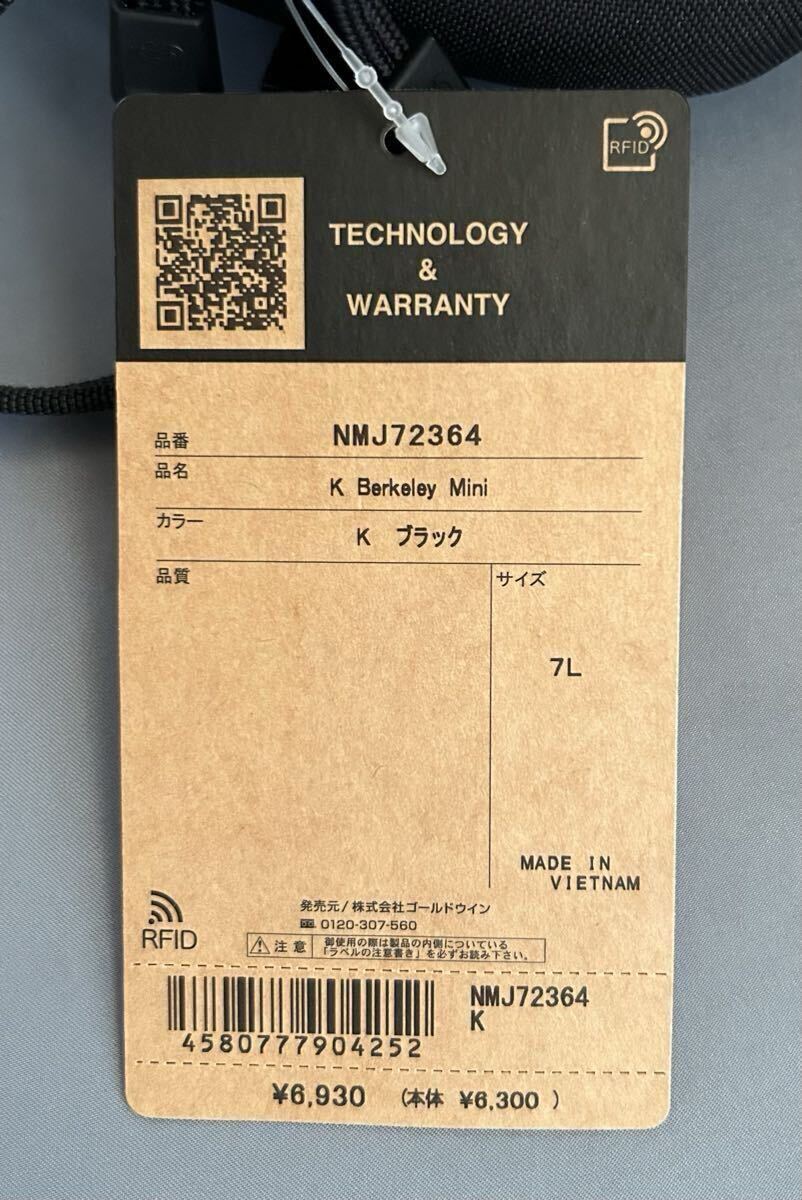 RFID
TECHNOLOGY
&
WARRANTY
品番 NMJ72364
品名
K Berkeley Mini
カラー
K ブラック
品質
サイズ
7L
MADE IN
VIETNAM
RFID
発売元/株式会社ゴールドウイン
0120-307-560
注意
御使用の際は製品の内側についている
「ラベルの注意書き」を必ずお読み下さい。
4580777904252
NMJ72364
K
¥6,930 (本体 ¥6,300 )